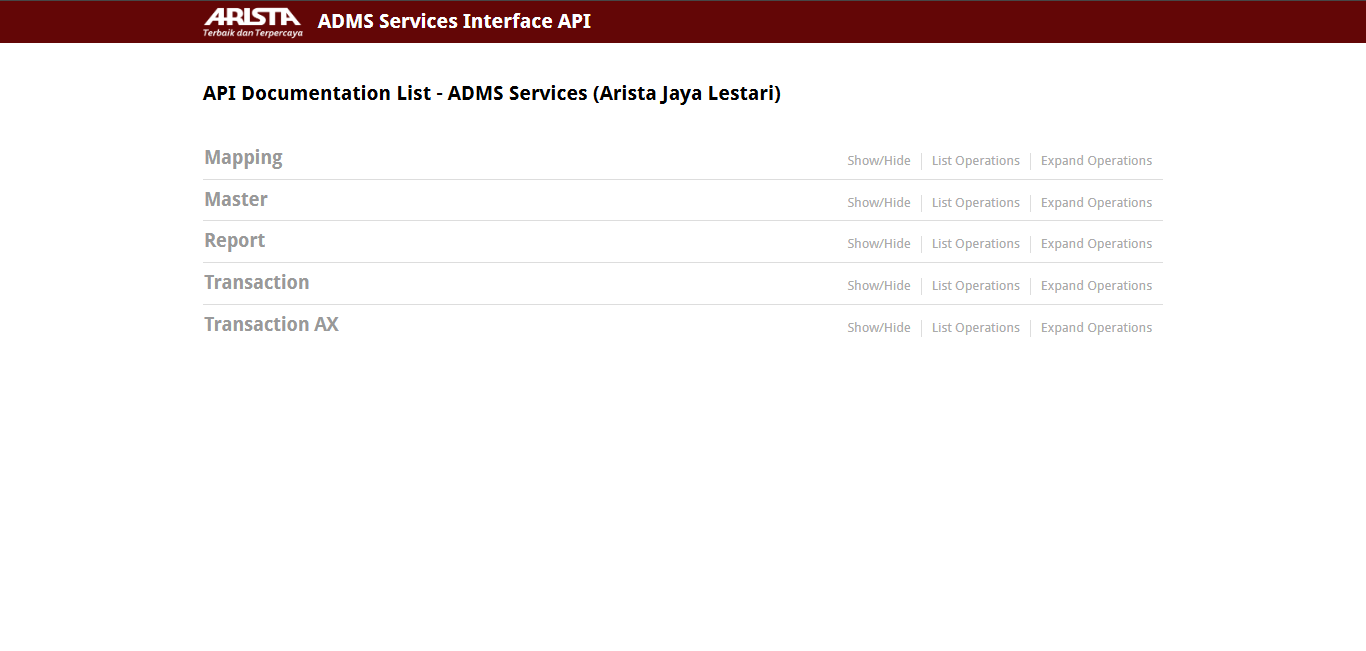 ARISTA
Terbaik dan Terpercaya
ADMS Services Interface API
API Documentation List - ADMS Services (Arista Jaya Lestari)
Mapping Show/Hide List Operations Expand Operations
Master Show/Hide List Operations Expand Operations
Report Show/Hide List Operations Expand Operations
Transaction Show/Hide List Operations Expand Operations
Transaction AX Show/Hide List Operations Expand Operations